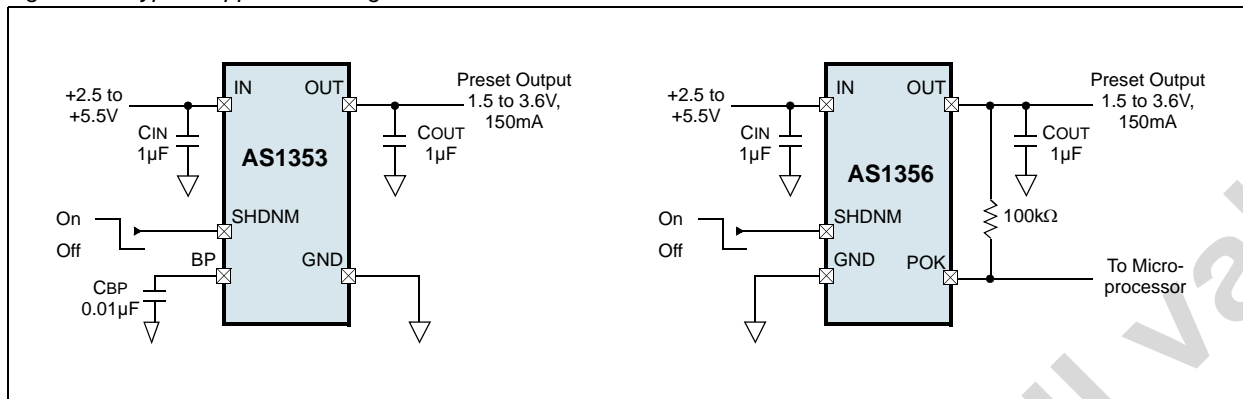 +2.5 to
+5.5V
CIN
1µF
IN
OUT
AS1353
COUT
1µF
Preset Output
1.5 to 3.6V,
150mA
On
Off
SHDNM
BP
GND
CBP
0.01µF
+2.5 to
+5.5V
CIN
1µF
IN
OUT
AS1356
COUT
1µF
Preset Output
1.5 to 3.6V,
150mA
On
Off
SHDNM
100kΩ
GND
POK
To Micro-
processor